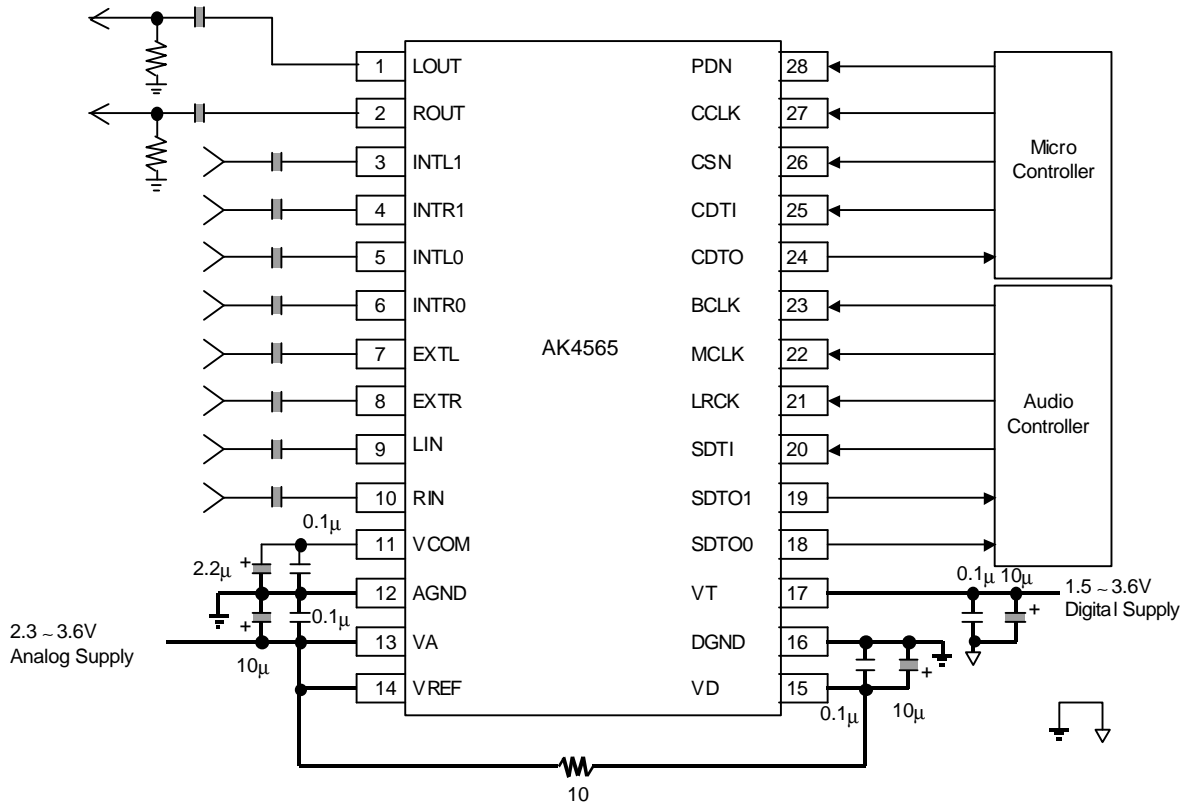 1 LOUT PDN 28
2 ROUT CCLK 27
3 INTL1 CSN 26
4 INTR1 CDTI 25
5 INTL0 CDTO 24
6 INTR0 BCLK 23
7 EXTL MCLK 22
8 EXTR LRCK 21
9 LIN SDTI 20
10 RIN SDTO1 19
11 VCOM SDTO0 18
12 AGND VT 17
13 VA DGND 16
14 VREF VD 15
AK4565
Micro
Controller
Audio
Controller
0.1μ
2.2μ
0.1μ
10μ
2.3 ~ 3.6V
Analog Supply
0.1μ 10μ
1.5 ~ 3.6V
Digital Supply
0.1μ 10μ
10
+
+
+
+